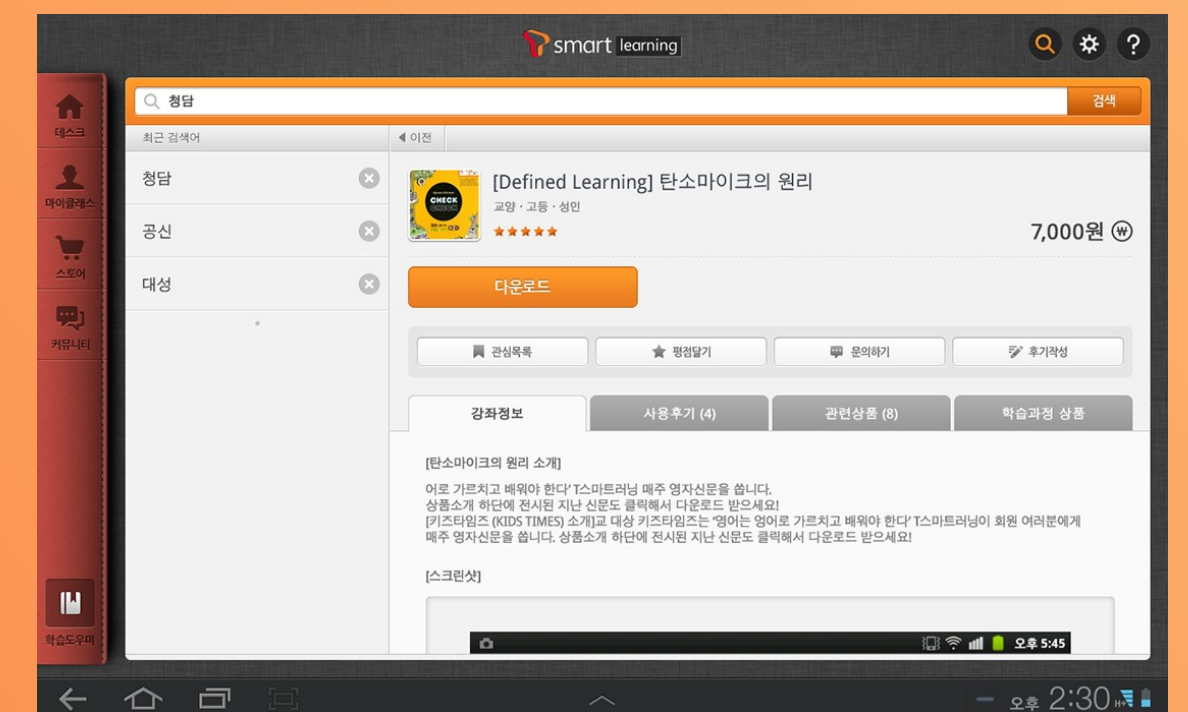 smart learning
청담
검색
데스크
마이클래스
스토어
커뮤니티
학습도우미
최근 검색어
청담
공신
대성
이전
CHECK
[Defined Learning] 탄소마이크의 원리
교양 · 고등 · 성인
7,000원
다운로드
관심목록 평점달기 문의하기 후기작성
강좌정보 사용후기 (4) 관련상품 (8) 학습과정 상품
[탄소마이크의 원리 소개]
어로 가르치고 배워야 한다’ T스마트러닝 매주 영자신문을 쏩니다.
상품소개 하단에 전시된 지난 신문도 클릭해서 다운로드 받으세요!
[키즈타임즈 (KIDS TIMES) 소개]교 대상 키즈타임즈는 ‘영어는 영어로 가르치고 배워야 한다’ T스마트러닝이 회원 여러분에게
매주 영자신문을 쏩니다. 상품소개 하단에 전시된 지난 신문도 클릭해서 다운로드 받으세요!
[스크린샷]
오후 5:45
오후 2:30